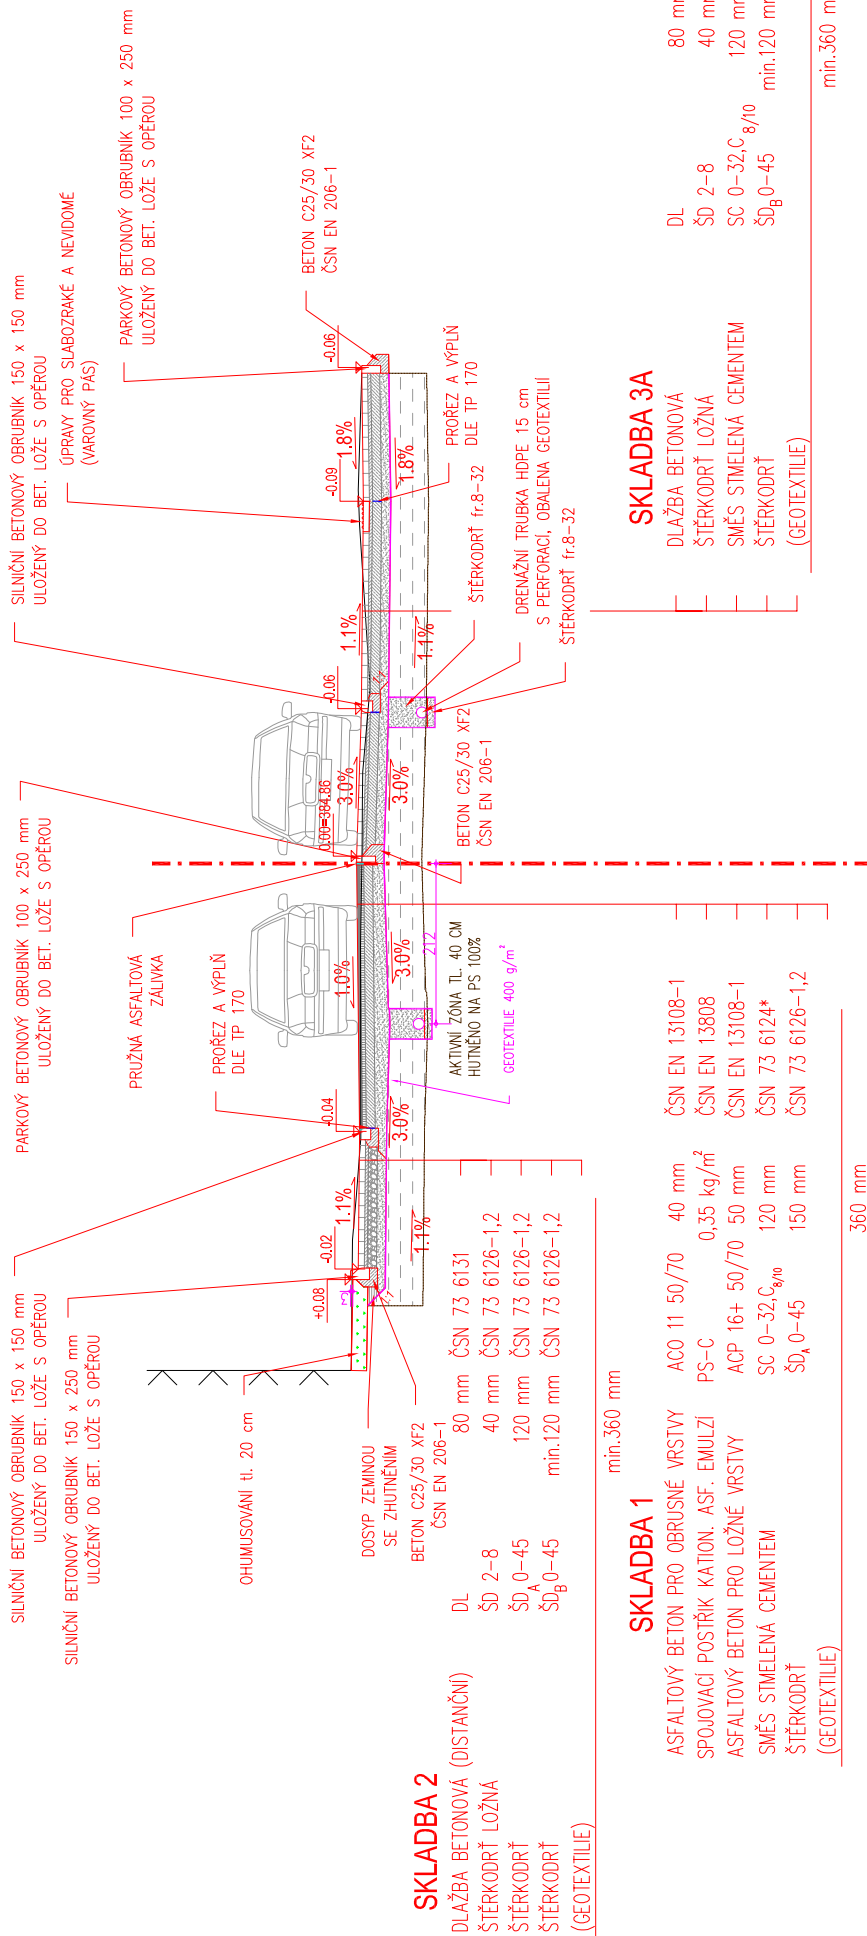 SILNIČNÍ BETONOVÝ OBRUBNÍK 150 x 150 mm
ULOŽENÝ DO BET. LOŽE S OPĚROU
SILNIČNÍ BETONOVÝ OBRUBNÍK 150 x 250 mm
ULOŽENÝ DO BET. LOŽE S OPĚROU
PARKOVÝ BETONOVÝ OBRUBNÍK 100 x 250 mm
ULOŽENÝ DO BET. LOŽE S OPĚROU
SILNIČNÍ BETONOVÝ OBRUBNÍK 150 x 150 mm
ULOŽENÝ DO BET. LOŽE S OPĚROU
ÚPRAVY PRO SLABOZRAKÉ A NEVIDOMÉ
(VAROVNÝ PÁS)
PARKOVÝ BETONOVÝ OBRUBNÍK 100 x 250 mm
ULOŽENÝ DO BET. LOŽE S OPĚROU
PRUŽNÁ ASFALTOVÁ
ZÁLIVKA
PROŘEZ A VÝPLŇ
DLE TP 170
OHUMUSOVÁNÍ tl. 20 cm
BETON C25/30 XF2
ČSN EN 206-1
+0.08
-0.02
-0.04
0.00=384.86
-0.06
-0.09
-0.06
1.1%
1.0%
3.0%
1.1%
1.8%
1.1%
3.0%
3.0%
3.0%
1.1%
1.8%
212
DOSYP ZEMINOU
SE ZHUTNĚNÍM
BETON C25/30 XF2
ČSN EN 206-1
AKTIVNÍ ZÓNA TL. 40 CM
HUTNĚNO NA PS 100%
GEOTEXTILIE 400 g/m²
BETON C25/30 XF2
ČSN EN 206-1
PROŘEZ A VÝPLŇ
DLE TP 170
ŠTĚRKODRŤ fr.8-32
DRENÁŽNÍ TRUBKA HDPE 15 cm
S PERFORACÍ, OBALENA GEOTEXTILIÍ
ŠTĚRKODRŤ fr.8-32
SKLADBA 2
DLAŽBA BETONOVÁ (DISTANČNÍ) DL 80 mm ČSN 73 6131
ŠTĚRKODRŤ LOŽNÁ ŠD 2-8 40 mm ČSN 73 6126-1,2
ŠTĚRKODRŤ ŠDA 0-45 120 mm ČSN 73 6126-1,2
ŠTĚRKODRŤ ŠDB 0-45 min.120 mm ČSN 73 6126-1,2
(GEOTEXTILIE)
min.360 mm
SKLADBA 1
ASFALTOVÝ BETON PRO OBRUSNÉ VRSTVY ACO 11 50/70 40 mm ČSN EN 13108-1
SPOJOVACÍ POSTŘIK KATION. ASF. EMULZÍ PS-C 0,35 kg/m² ČSN EN 13808
ASFALTOVÝ BETON PRO LOŽNÉ VRSTVY ACP 16+ 50/70 50 mm ČSN EN 13108-1
SMĚS STMELENÁ CEMENTEM SC 0-32,C8/10 120 mm ČSN 73 6124*
ŠTĚRKODRŤ ŠDA 0-45 150 mm ČSN 73 6126-1,2
(GEOTEXTILIE)
360 mm
SKLADBA 3A
DLAŽBA BETONOVÁ DL 80 mm
ŠTĚRKODRŤ LOŽNÁ ŠD 2-8 40 mm
SMĚS STMELENÁ CEMENTEM SC 0-32,C 8/10 120 mm
ŠTĚRKODRŤ ŠDB 0-45 min.120 mm
(GEOTEXTILIE)
min.360 m